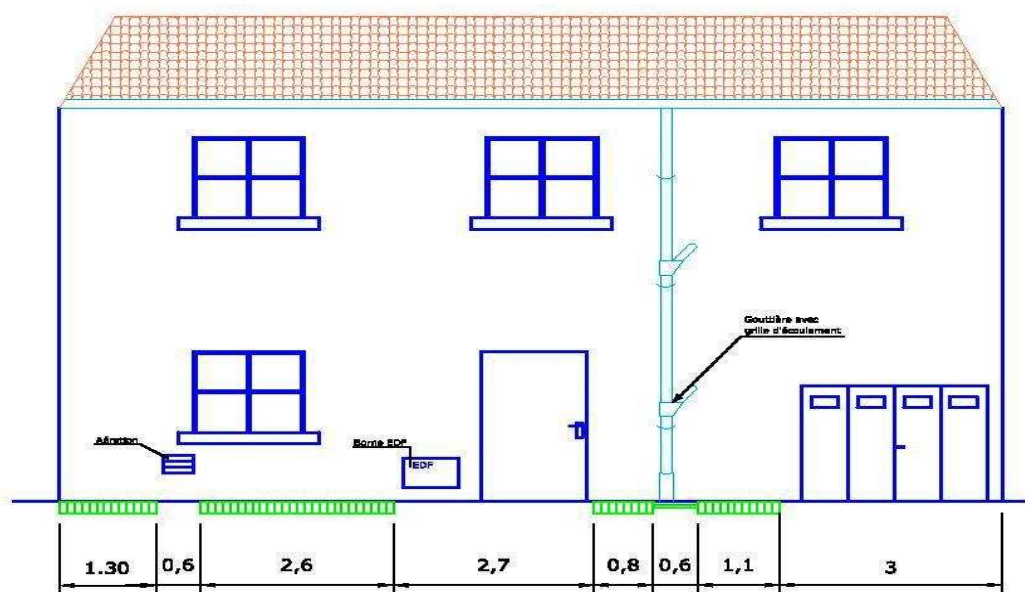 Gouttière avec
grille d'écoulement
Aération
Borne EDF
EDF
1.30 0,6 2,6 2,7 0,8 0,6 1,1 3